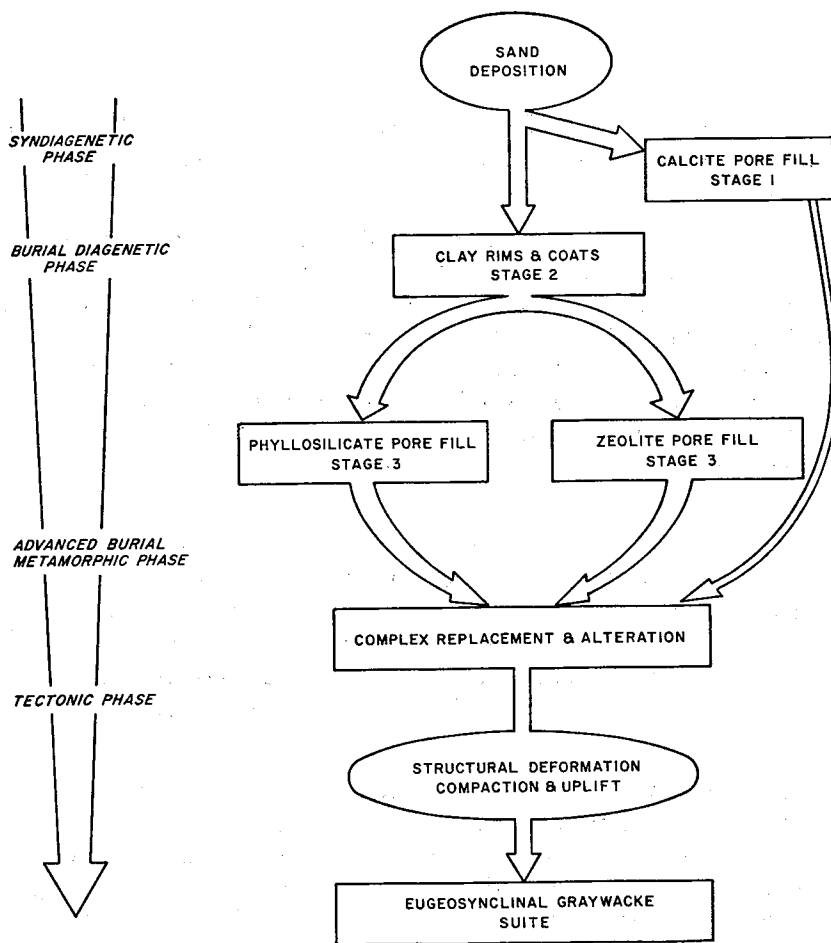 SAND
DEPOSITION
SYNDIAGENETIC
PHASE
CALCITE PORE FILL
STAGE 1
BURIAL DIAGENETIC
PHASE
CLAY RIMS & COATS
STAGE 2
PHYLLOSILICATE PORE FILL
STAGE 3
ZEOLITE PORE FILL
STAGE 3
ADVANCED BURIAL
METAMORPHIC PHASE
COMPLEX REPLACEMENT & ALTERATION
TECTONIC PHASE
STRUCTURAL DEFORMATION
COMPACTION & UPLIFT
EUGEOSYNCLINAL GRAYWACKE
SUITE